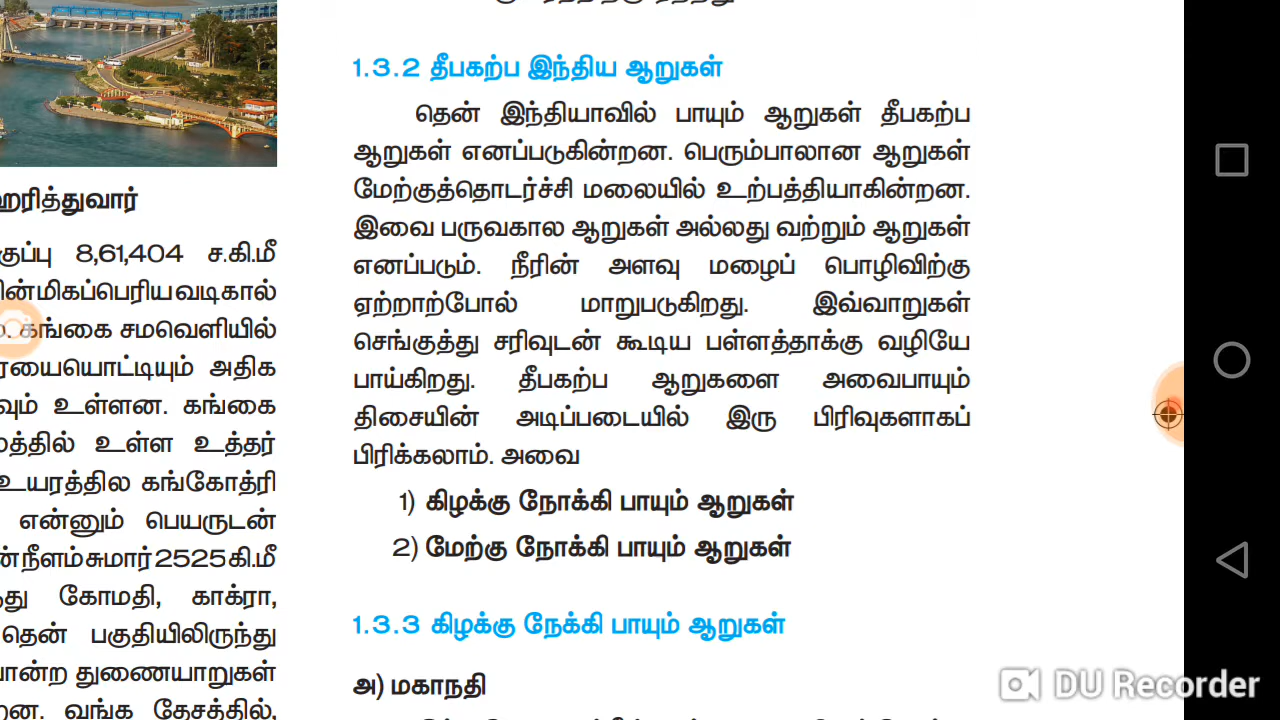 ஹரித்துவார்
குப்பு 8,61,404 ச.கி.மீ
ின்மிகப்பெரிய வடிகால்
கங்கை சமவெளியில்
ரயையொட்டியும் அதிக
வும் உள்ளன. கங்கை
மத்தில் உள்ள உத்தர்
உயரத்தில கங்கோத்ரி
என்னும் பெயருடன்
ன்நீளம்சுமார் 2525 கி.மீ
து கோமதி, காக்ரா,
தென் பகுதியிலிருந்து
பான்ற துணையாறுகள்
றன. வங்க தேசத்தில்,
1.3.2 தீபகற்ப இந்திய ஆறுகள்
தென் இந்தியாவில் பாயும் ஆறுகள் தீபகற்ப
ஆறுகள் எனப்படுகின்றன. பெரும்பாலான ஆறுகள்
மேற்குத்தொடர்ச்சி மலையில் உற்பத்தியாகின்றன.
இவை பருவகால ஆறுகள் அல்லது வற்றும் ஆறுகள்
எனப்படும். நீரின் அளவு மழைப் பொழிவிற்கு
ஏற்றாற்போல் மாறுபடுகிறது. இவ்வாறுகள்
செங்குத்து சரிவுடன் கூடிய பள்ளத்தாக்கு வழியே
பாய்கிறது. தீபகற்ப ஆறுகளை அவைபாயும்
திசையின் அடிப்படையில் இரு பிரிவுகளாகப்
பிரிக்கலாம். அவை
1) கிழக்கு நோக்கி பாயும் ஆறுகள்
2) மேற்கு நோக்கி பாயும் ஆறுகள்
1.3.3 கிழக்கு நேக்கி பாயும் ஆறுகள்
அ) மகாநதி
DU Recorder